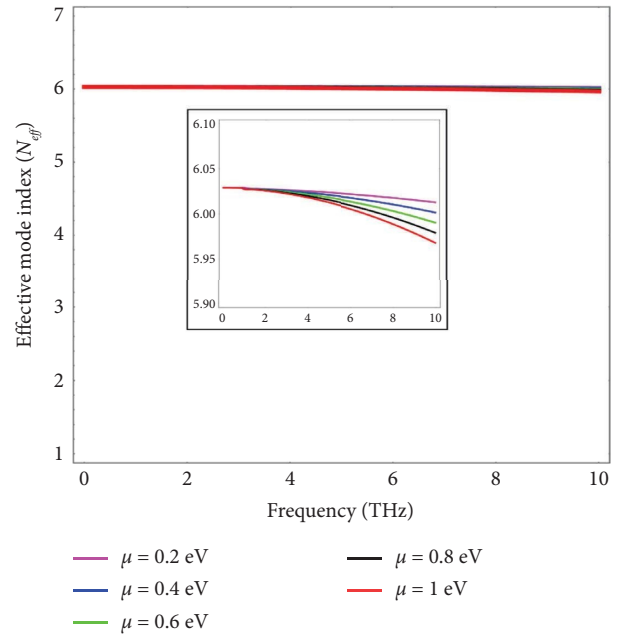 7
6
5
4
3
2
1
Effective mode index (N_eff)
6.10
6.05
6.00
5.95
5.90
0 2 4 6 8 10
0 2 4 6 8 10
Frequency (THz)
μ = 0.2 eV
μ = 0.4 eV
μ = 0.6 eV
μ = 0.8 eV
μ = 1 eV